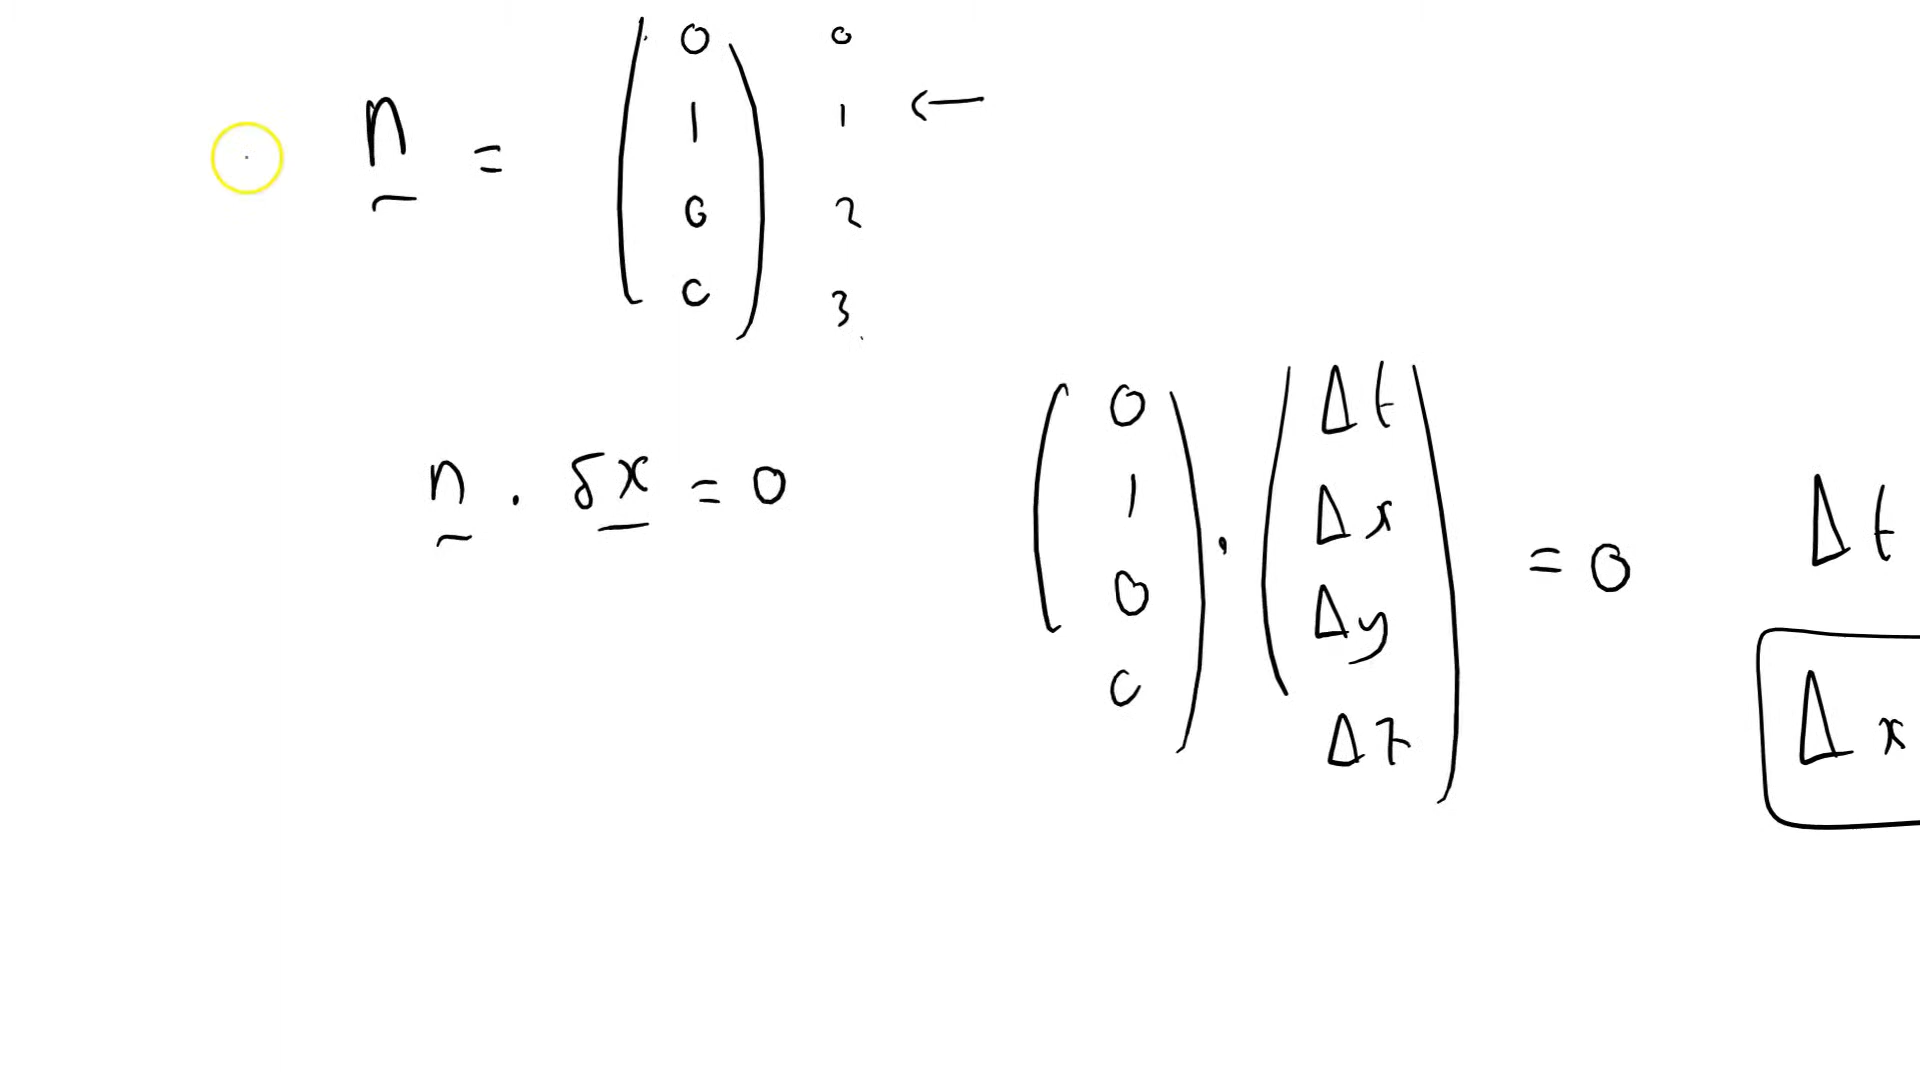 n = ( 0 1 0 0 ) 0 1 2 3 ←
n · δx = 0
( 0 1 0 0 ) · ( Δt Δx Δy Δz ) = 0
Δt
Δx